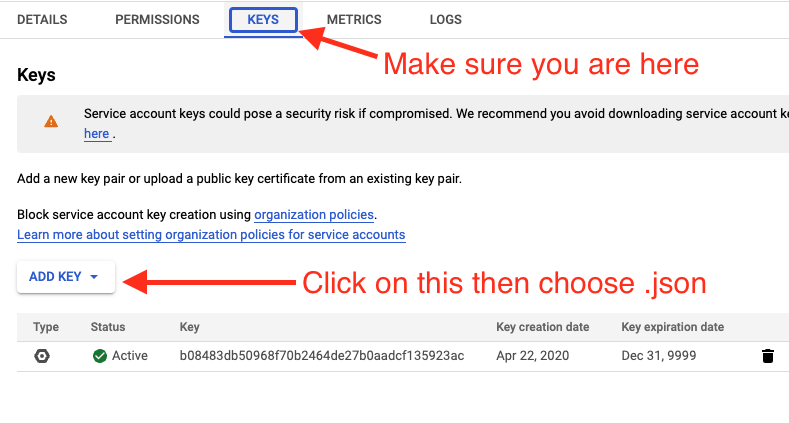 DETAILS PERMISSIONS KEYS METRICS LOGS
Make sure you are here
Keys
Service account keys could pose a security risk if compromised. We recommend you avoid downloading service account
here .
Add a new key pair or upload a public key certificate from an existing key pair.
Block service account key creation using organization policies.
Learn more about setting organization policies for service accounts
ADD KEY
Click on this then choose .json
Type Status Key Key creation date Key expiration date
Active b08483db50968f70b2464de27b0aadcf135923ac Apr 22, 2020 Dec 31, 9999